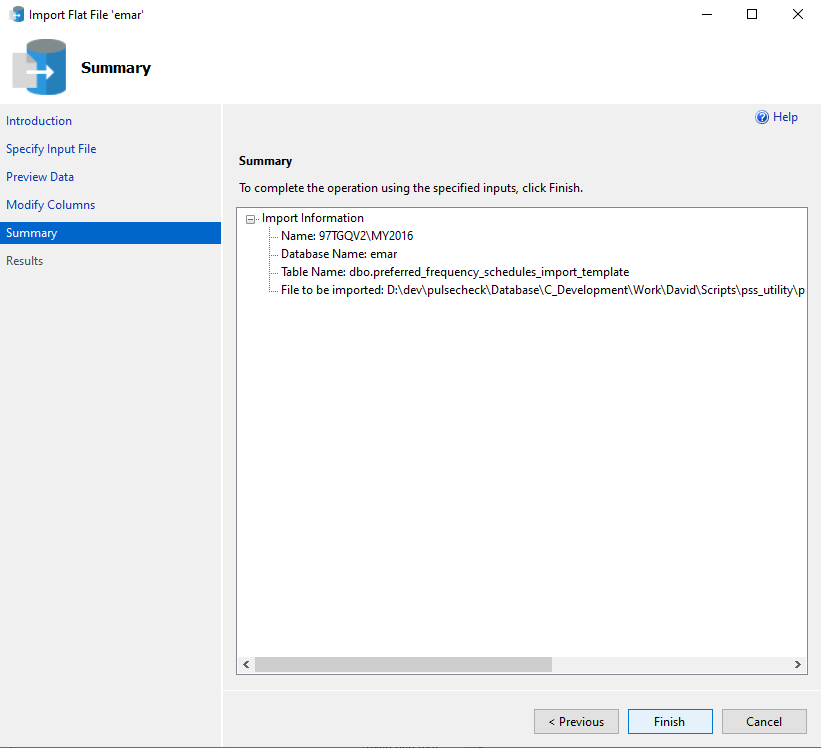 Import Flat File 'emar'
Summary
Introduction
Specify Input File
Preview Data
Modify Columns
Summary
Results
Help
Summary
To complete the operation using the specified inputs, click Finish.
Import Information
Name: 97TGQV2\MY2016
Database Name: emar
Table Name: dbo.preferred_frequency_schedules_import_template
File to be imported: D:\dev\pulsecheck\Database\C_Development\Work\David\Scripts\pss_utility\p
< Previous
Finish
Cancel